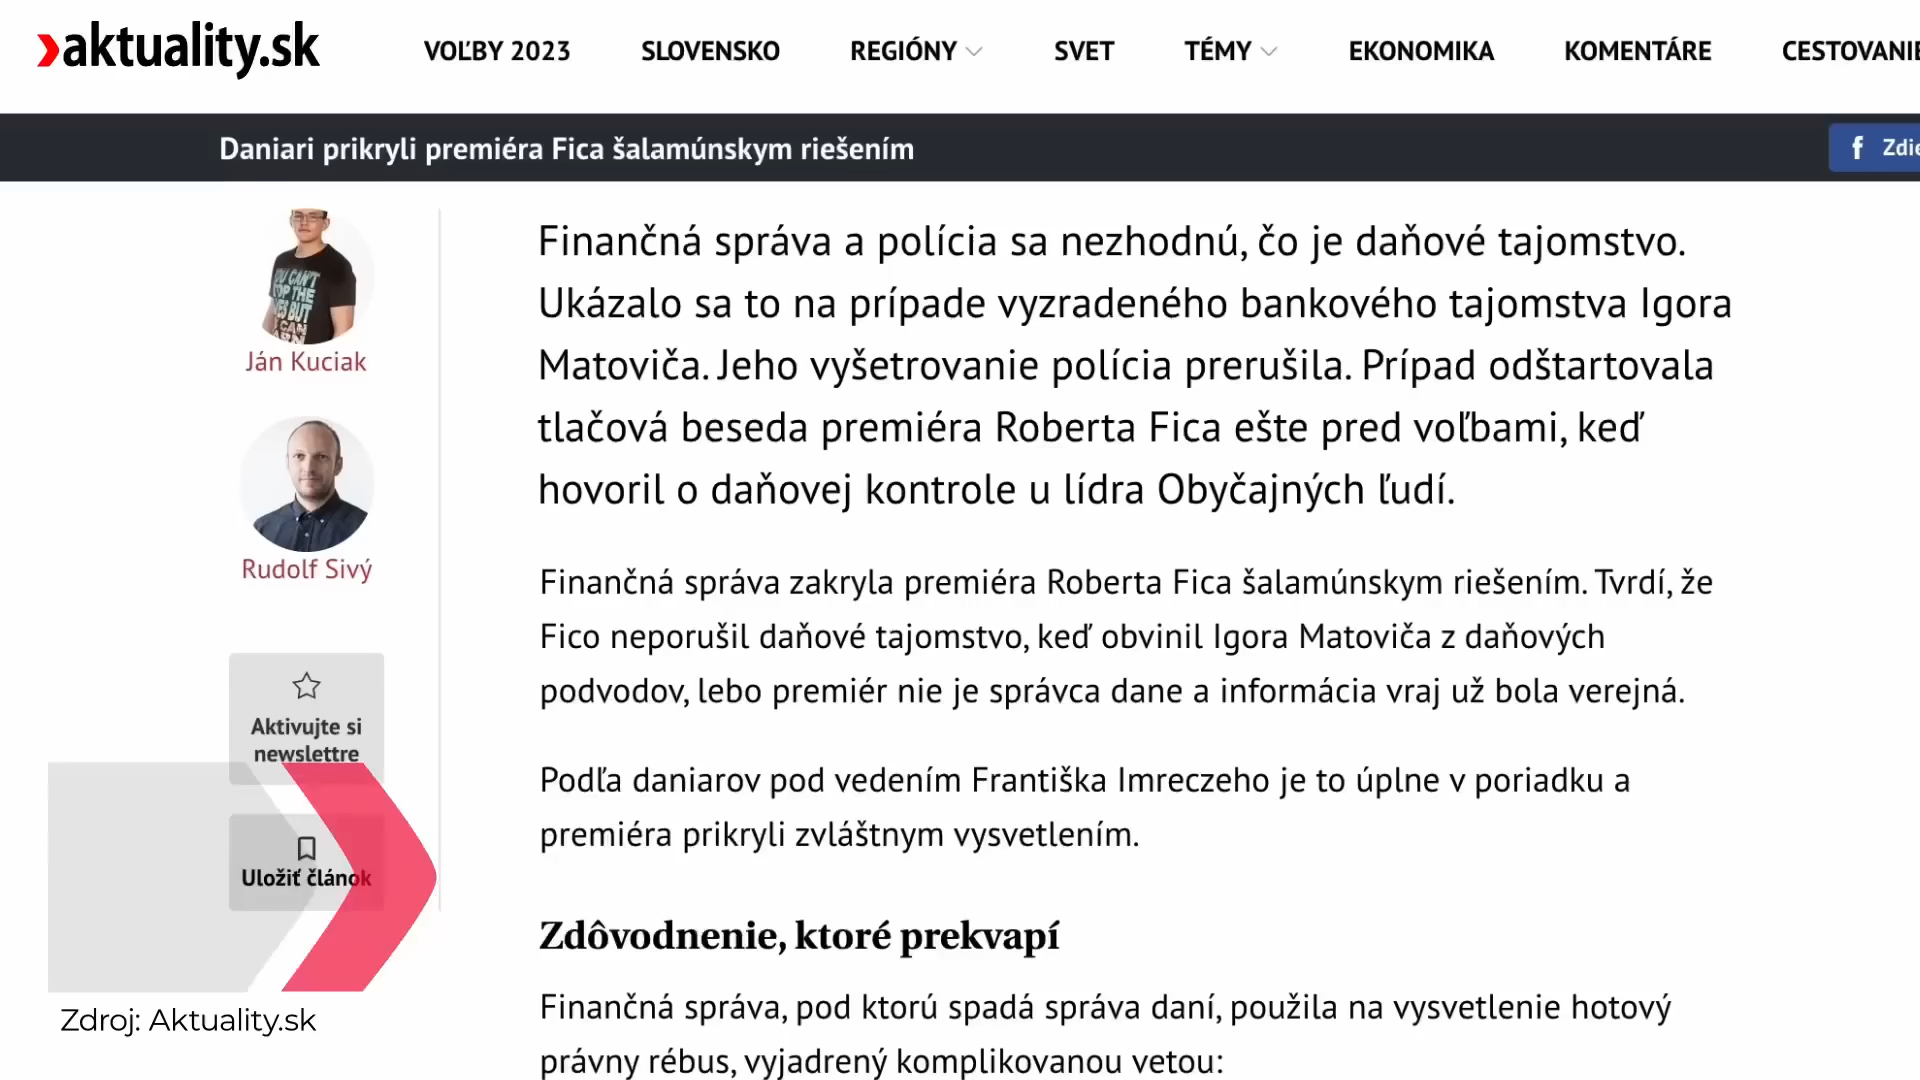 aktuality.sk
VOĽBY 2023
SLOVENSKO
REGIÓNY
SVET
TÉMY
EKONOMIKA
KOMENTÁRE
CESTOVANIE
Daniari prikryli premiéra Fica šalamúnskym riešením
f Zdie
Ján Kuciak
Rudolf Sivý
Aktivujte si
newslettre
Uložiť článok
Zdroj: Aktuality.sk
Finančná správa a polícia sa nezhodnú, čo je daňové tajomstvo.
Ukázalo sa to na prípade vyzradeného bankového tajomstva Igora
Matoviča. Jeho vyšetrovanie polícia prerušila. Prípad odštartovala
tlačová beseda premiéra Roberta Fica ešte pred voľbami, keď
hovoril o daňovej kontrole u lídra Obyčajných ľudí.
Finančná správa zakryla premiéra Roberta Fica šalamúnskym riešením. Tvrdí, že
Fico neporušil daňové tajomstvo, keď obvinil Igora Matoviča z daňových
podvodov, lebo premiér nie je správca dane a informácia vraj už bola verejná.
Podľa daniarov pod vedením Františka Imreczeho je to úplne v poriadku a
premiéra prikryli zvláštnym vysvetlením.
Zdôvodnenie, ktoré prekvapí
Finančná správa, pod ktorú spadá správa daní, použila na vysvetlenie hotový
právny rébus, vyjadrený komplikovanou vetou: